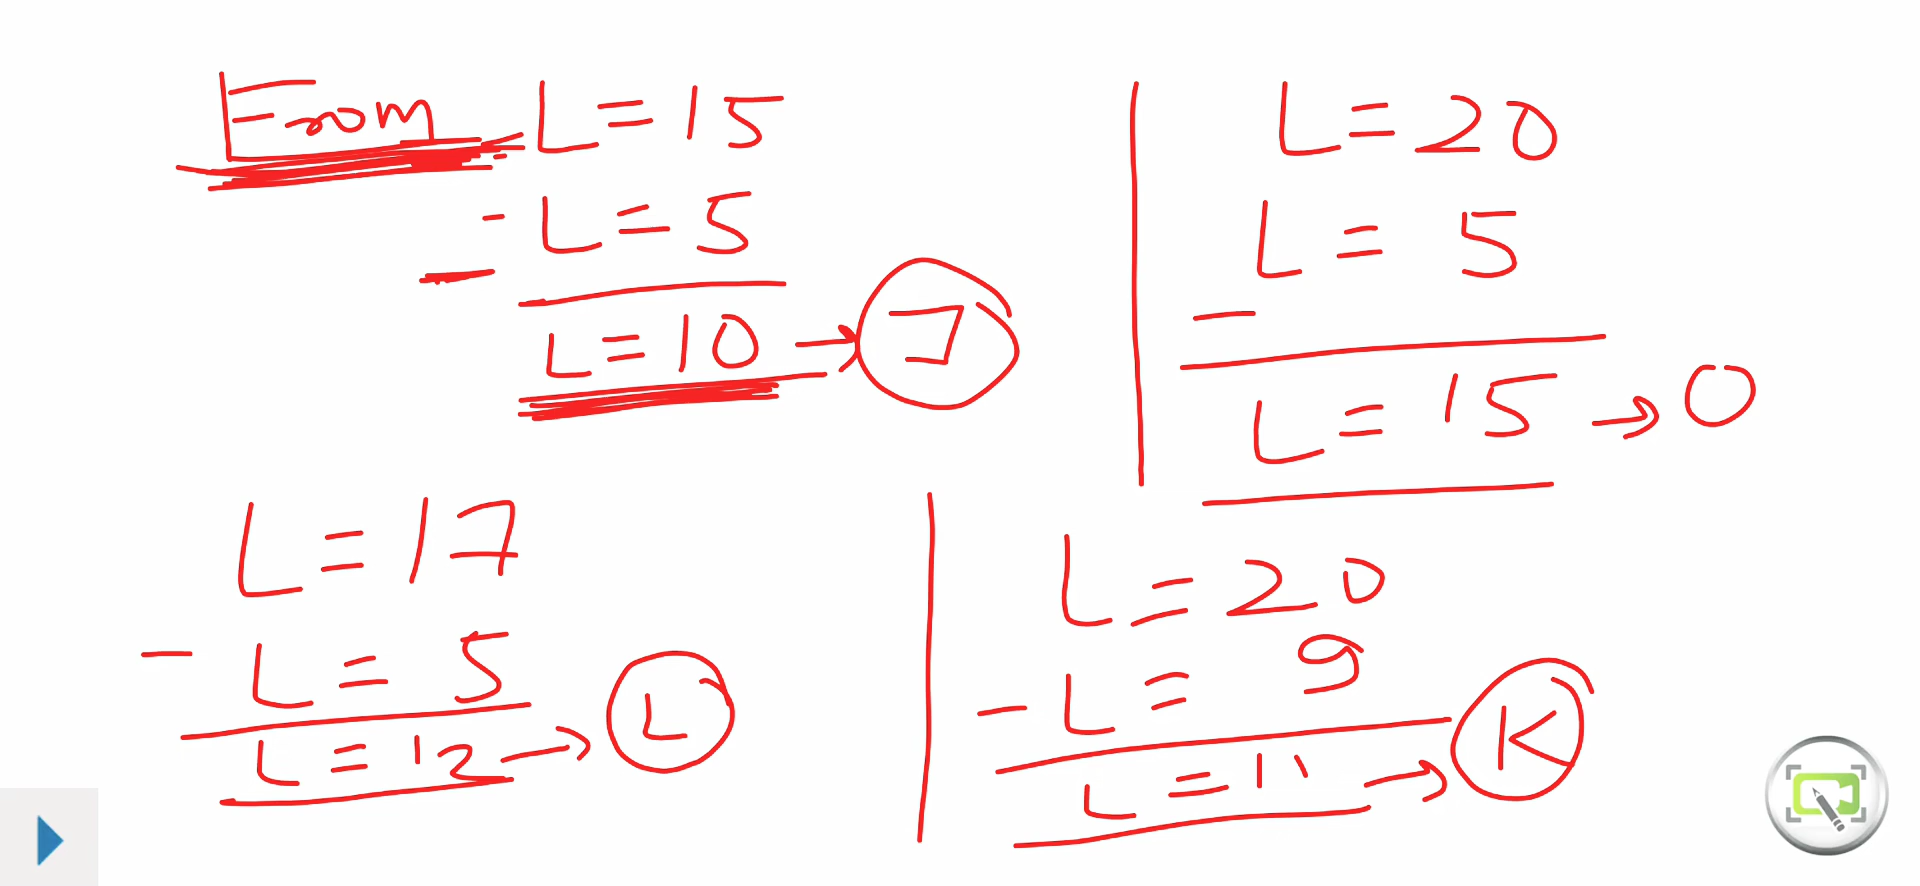 From L = 15
- L = 5
-
L = 10 → J
L = 20
L = 5
-
L = 15 → O
L = 17
- L = 5
L = 12 → L
L = 20
- L = 9
L = 11 → K